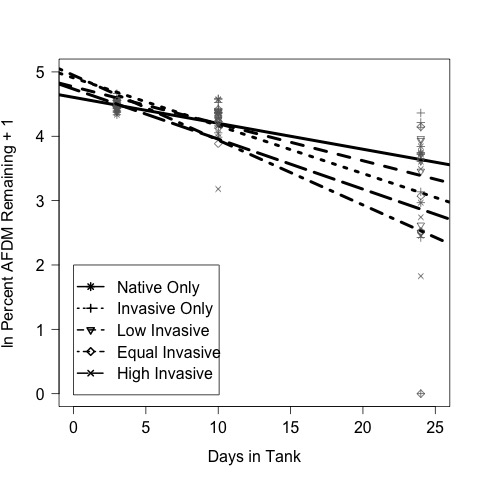 ln Percent AFDM Remaining + 1
5
4
3
2
1
0
Native Only
Invasive Only
Low Invasive
Equal Invasive
High Invasive
0 5 10 15 20 25
Days in Tank